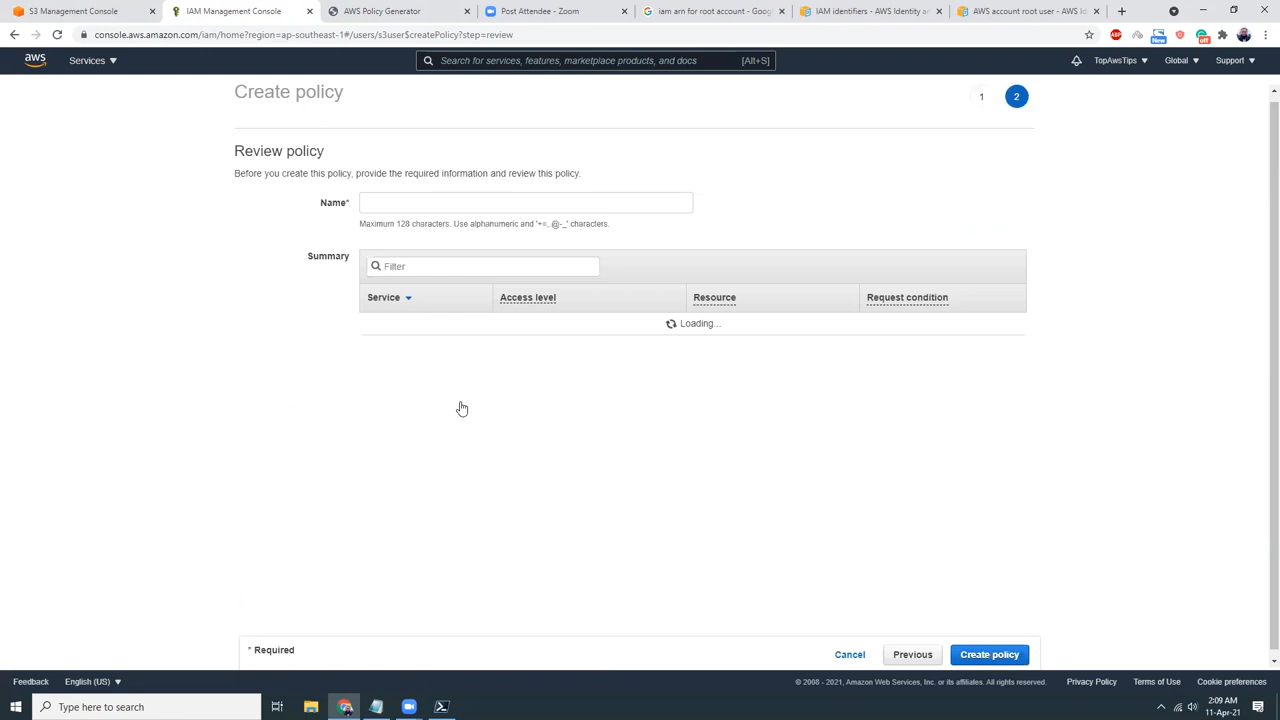 S3 Management Console
IAM Management Console
AWS Policy Generator
Post Attendee - Zoom
iam arn for root account - Goog
IAM identifiers - AWS Identity an
AWS account root user - AWS Id
console.aws.amazon.com/iam/home?region=ap-southeast-1#/users/s3user$createPolicy?step=review
ABP
New
off
aws
Services
Search for services, features, marketplace products, and docs
[Alt+S]
TopAwsTips
Global
Support
Create policy
1
2
Review policy
Before you create this policy, provide the required information and review this policy.
Name*
Maximum 128 characters. Use alphanumeric and '+=,.@-_' characters.
Summary
Filter
Service
Access level
Resource
Request condition
Loading...
* Required
Cancel
Previous
Create policy
Feedback
English (US)
© 2008 - 2021, Amazon Web Services, Inc. or its affiliates. All rights reserved.
Privacy Policy
Terms of Use
Cookie preferences
Type here to search
2:09 AM
11-Apr-21